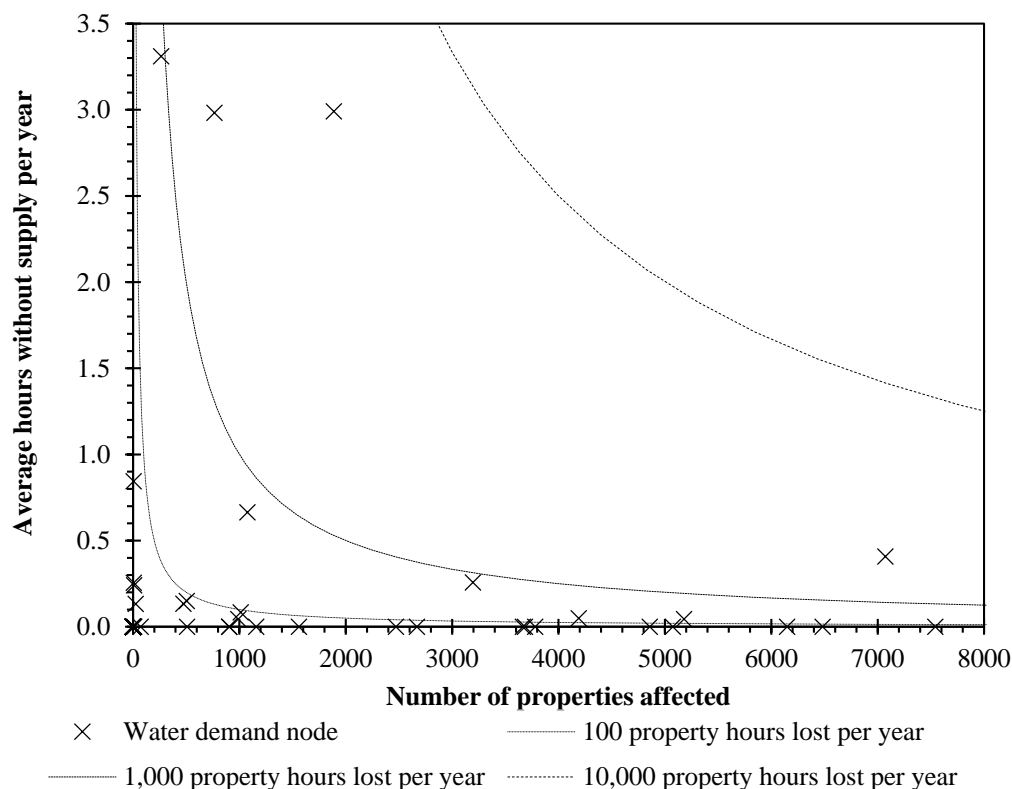 3.5
3.0
2.5
2.0
1.5
1.0
0.5
0.0
Average hours without supply per year
0 1000 2000 3000 4000 5000 6000 7000 8000
Number of properties affected
Water demand node
100 property hours lost per year
1,000 property hours lost per year
10,000 property hours lost per year